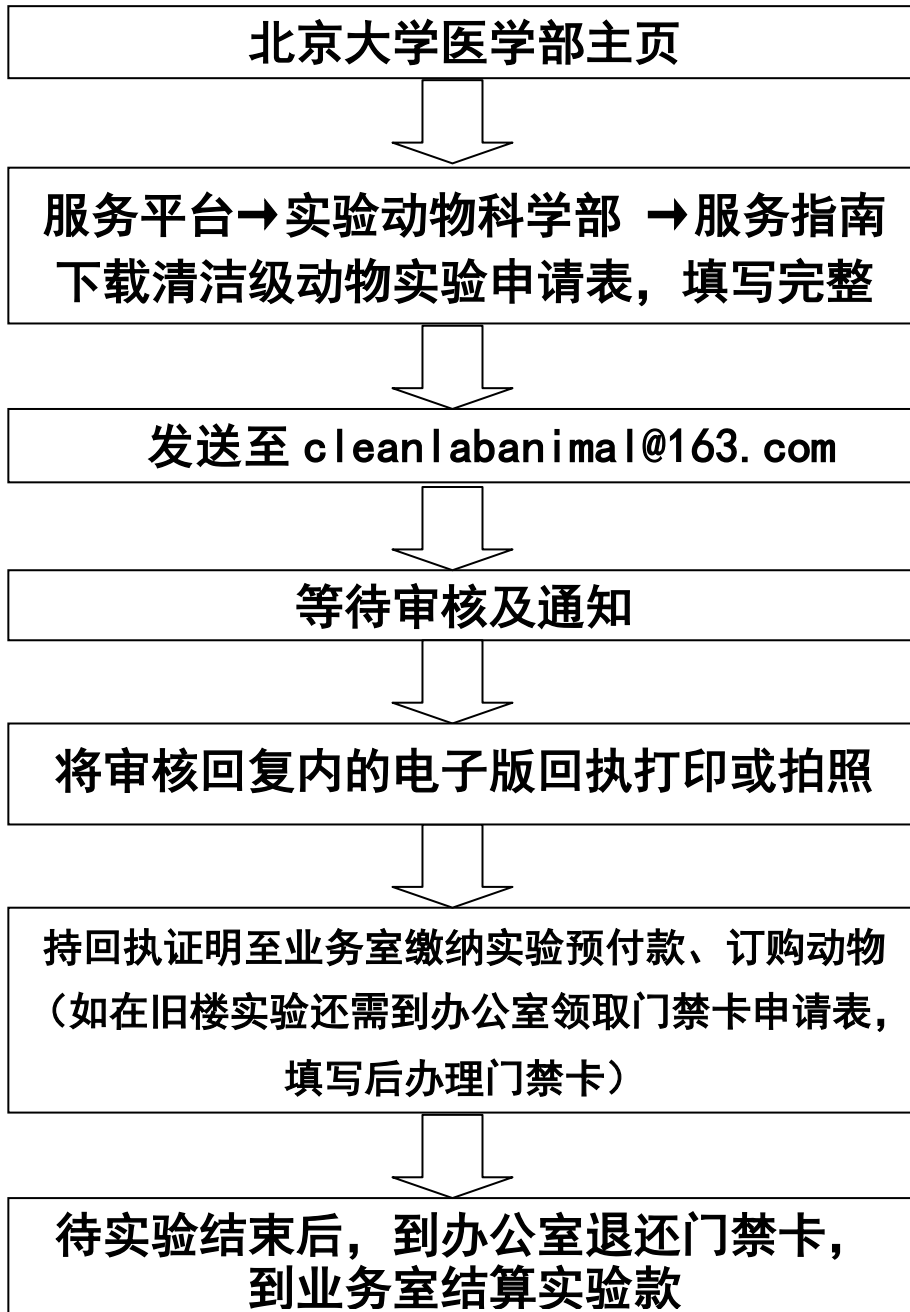 北京大学医学部主页
服务平台→实验动物科学部 →服务指南
下载清洁级动物实验申请表，填写完整
发送至 cleanlabanimal@163.com
等待审核及通知
将审核回复内的电子版回执打印或拍照
持回执证明至业务室缴纳实验预付款、订购动物
（如在旧楼实验还需到办公室领取门禁卡申请表，
填写后办理门禁卡）
待实验结束后，到办公室退还门禁卡，
到业务室结算实验款